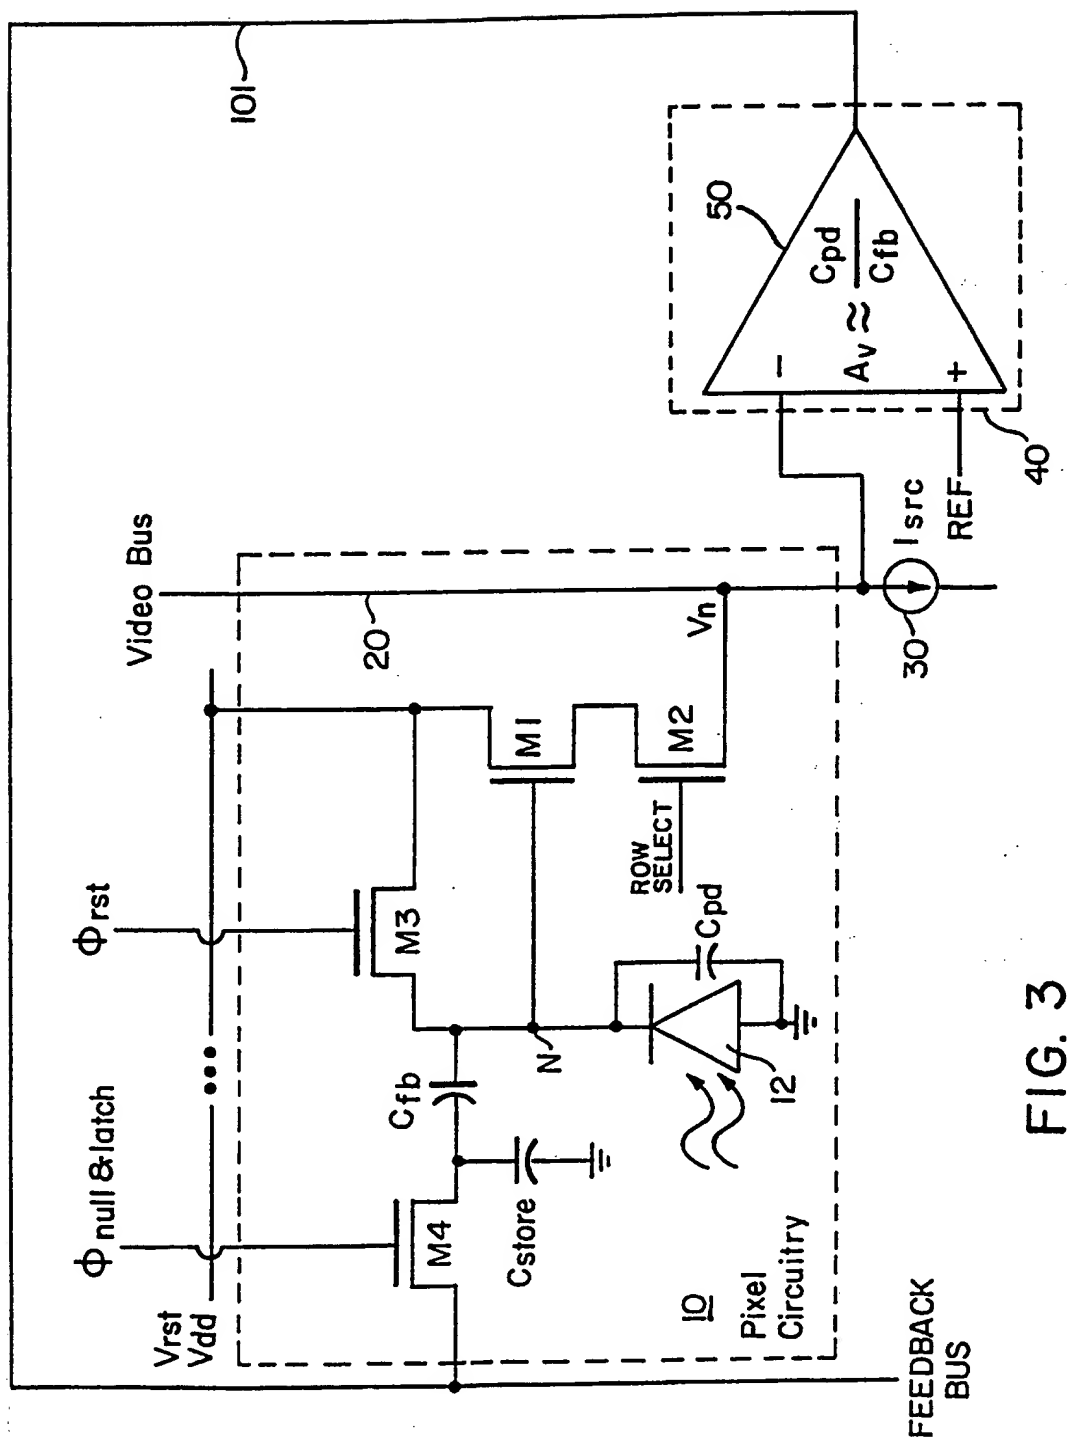 101
Vrst
Vdd
Φnull&latch
Φrst
Video Bus
20
M4
Cfb
M3
Cstore
N
M1
M2
ROW
SELECT
Cpd
12
Vn
10
Pixel
Circuitry
FEEDBACK
BUS
30
Isrc
REF
40
50
−
+
Av ≈ Cpd
Cfb
FIG. 3